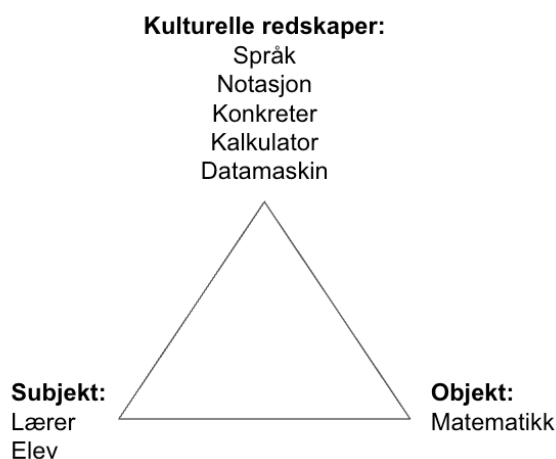 Kulturelle redskaper:
Språk
Notasjon
Konkreter
Kalkulator
Datamaskin
Subjekt:
Lærer
Elev
Objekt:
Matematikk